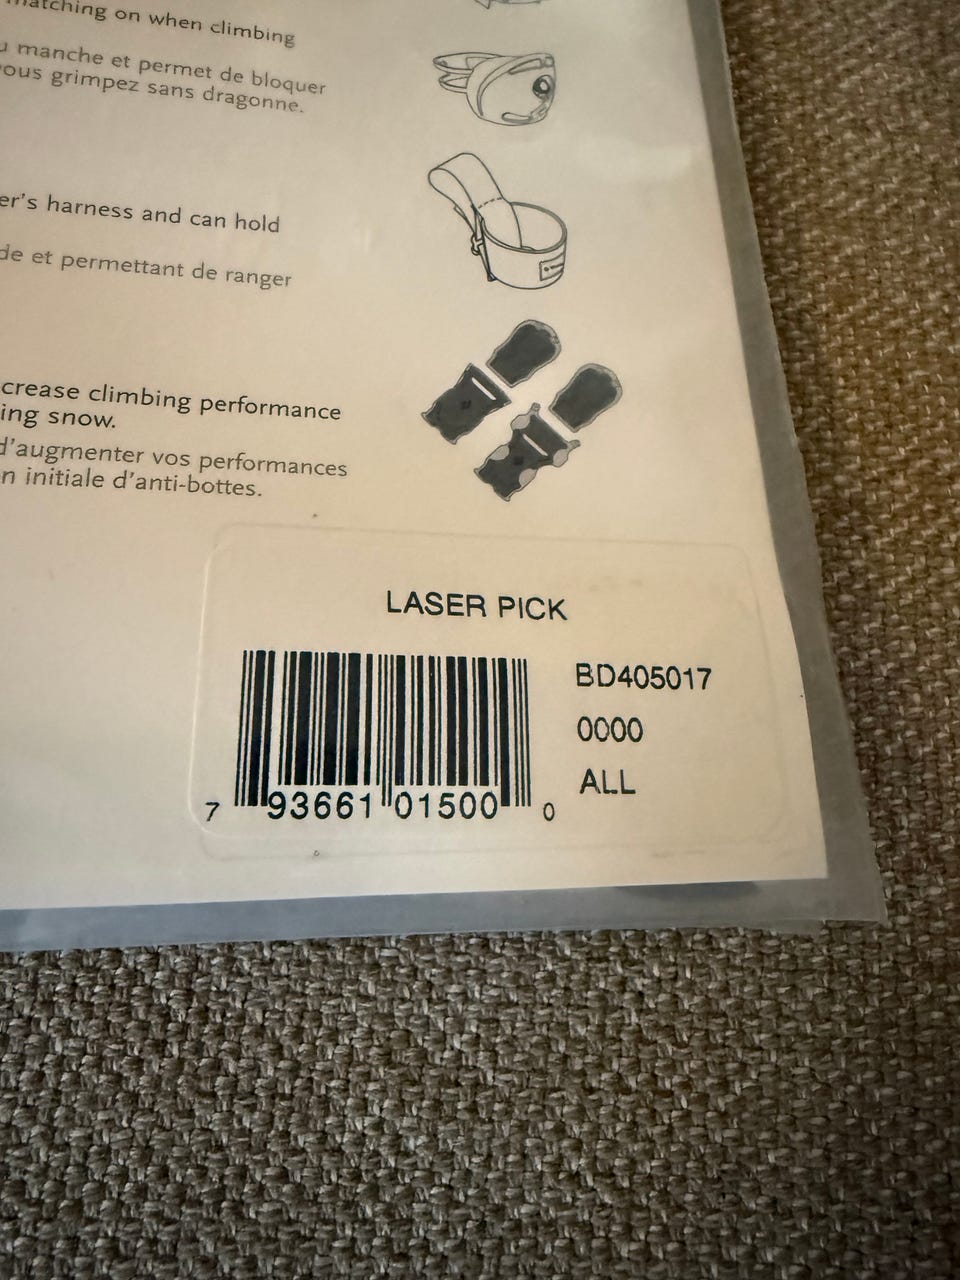 matching on when climbing
manche et permet de bloquer
vous grimpez sans dragonne.
er's harness and can hold
de et permettant de ranger
crease climbing performance
ing snow.
d'augmenter vos performances
n initiale d'anti-bottes.
LASER PICK
BD405017
0000
ALL
7 93661 01500 0